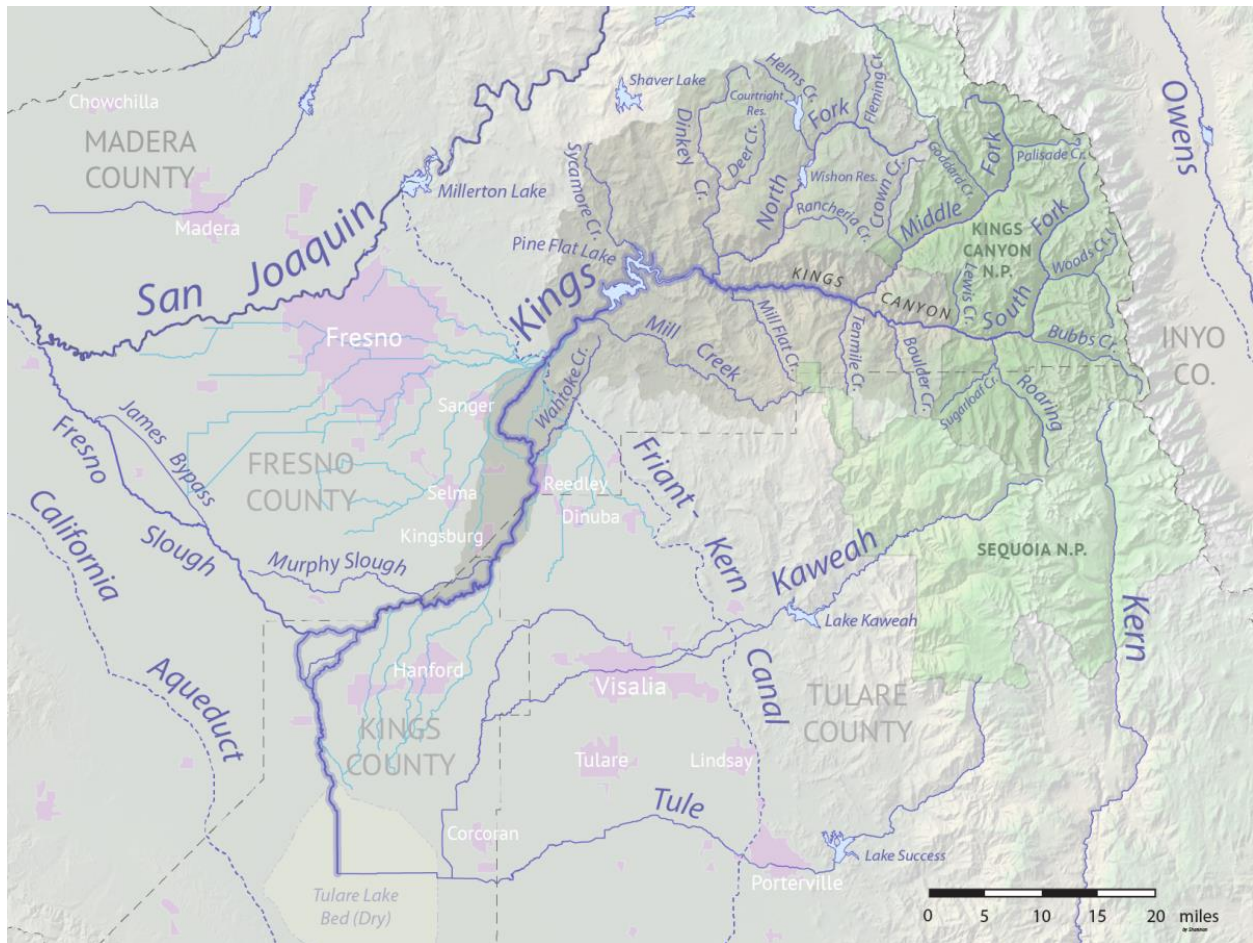 Chowchilla
MADERA
COUNTY
Madera
San Joaquin
Millerton Lake
Shaver Lake
Sycamore Cr.
Pine Flat Lake
Kings
Dinkey Cr.
Deer Cr.
Helms Cr.
Courtright
Res.
North Fork
Fleming Cr.
Wishon Res.
Rancheria Cr.
Crown Cr.
Goddard Cr.
Middle Fork
Palisade Cr.
KINGS
CANYON
N.P.
South Fork
Woods Cr.
Lewis Cr.
Bubbs Cr.
KINGS CANYON
Owens
INYO
CO.
Fresno
Sanger
Wahtoke Cr.
Mill Creek
Mill Flat Cr.
Tenmile Cr.
Boulder Cr.
Sugarloaf Cr.
Roaring
James Bypass
Fresno Slough
FRESNO
COUNTY
Selma
Reedley
Dinuba
Kingsburg
Friant-Kern Canal
California Aqueduct
Murphy Slough
Kaweah
SEQUOIA N.P.
Kern
Lake Kaweah
Hanford
Visalia
KINGS
COUNTY
TULARE
COUNTY
Tulare
Lindsay
Tule
Corcoran
Porterville
Lake Success
Tulare Lake
Bed (Dry)
0 5 10 15 20 miles
by Shannon